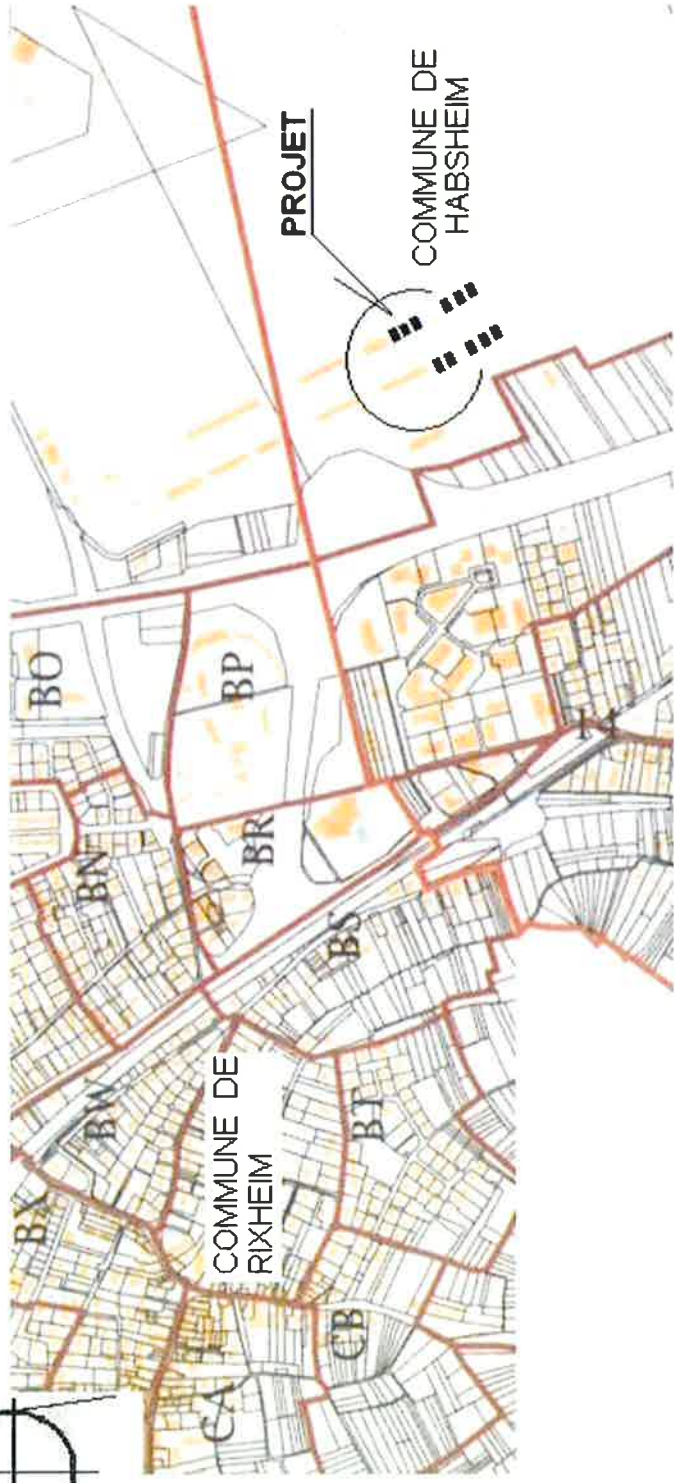 BX
BO
BN
BW
CA
COMMUNE DE
RIXHEIM
BP
BR
PROJET
BS
CB
BT
COMMUNE DE
HABSHEIM
14